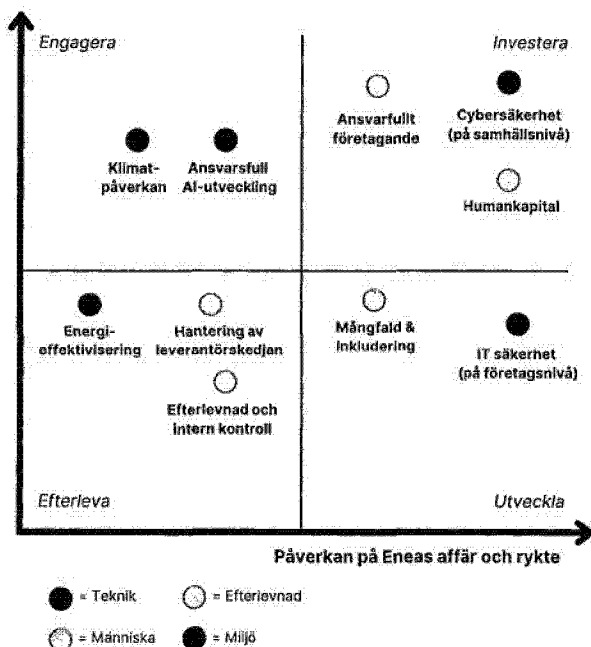 Engagera
Investera
Ansvarfullt
företagande
Cybersäkerhet
(på samhällsnivå)
Klimat-
påverkan
Ansvarsfull
AI-utveckling
Humankapital
Energi-
effektivisering
Hantering av
leverantörskedjan
Mångfald &
Inkludering
IT säkerhet
(på företagsnivå)
Efterlevnad och
intern kontroll
Efterleva
Utveckla
Påverkan på Eneas affär och rykte
= Teknik
= Efterlevnad
= Människa
= Miljö